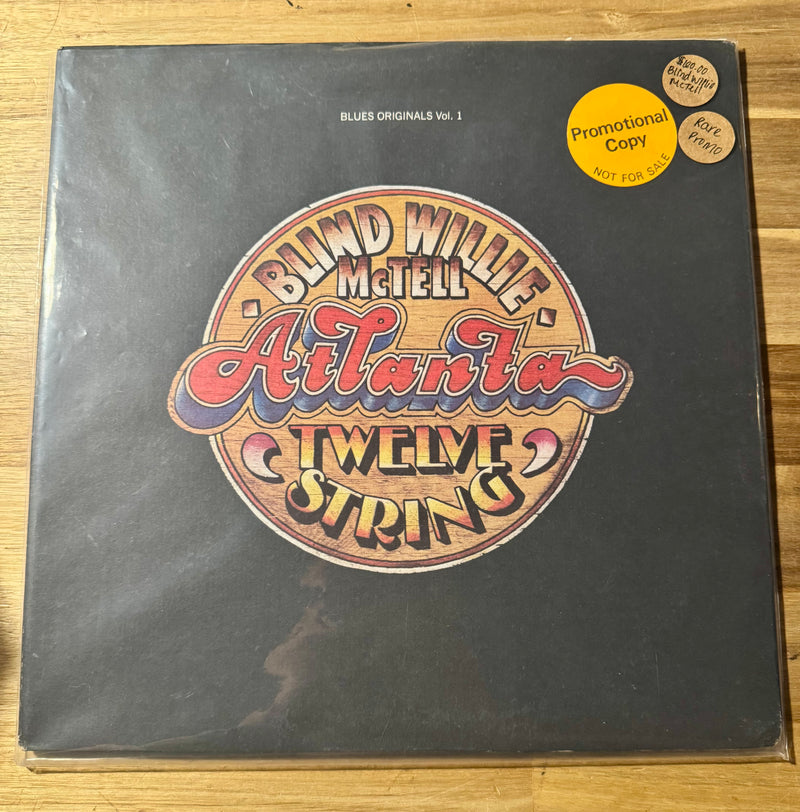 BLUES ORIGINALS Vol. 1
Promotional
Copy
NOT FOR SALE
$120.00
Blind Willie
McTell
Rare
Promo
BLIND WILLIE
McTELL
Atlanta
TWELVE
STRING